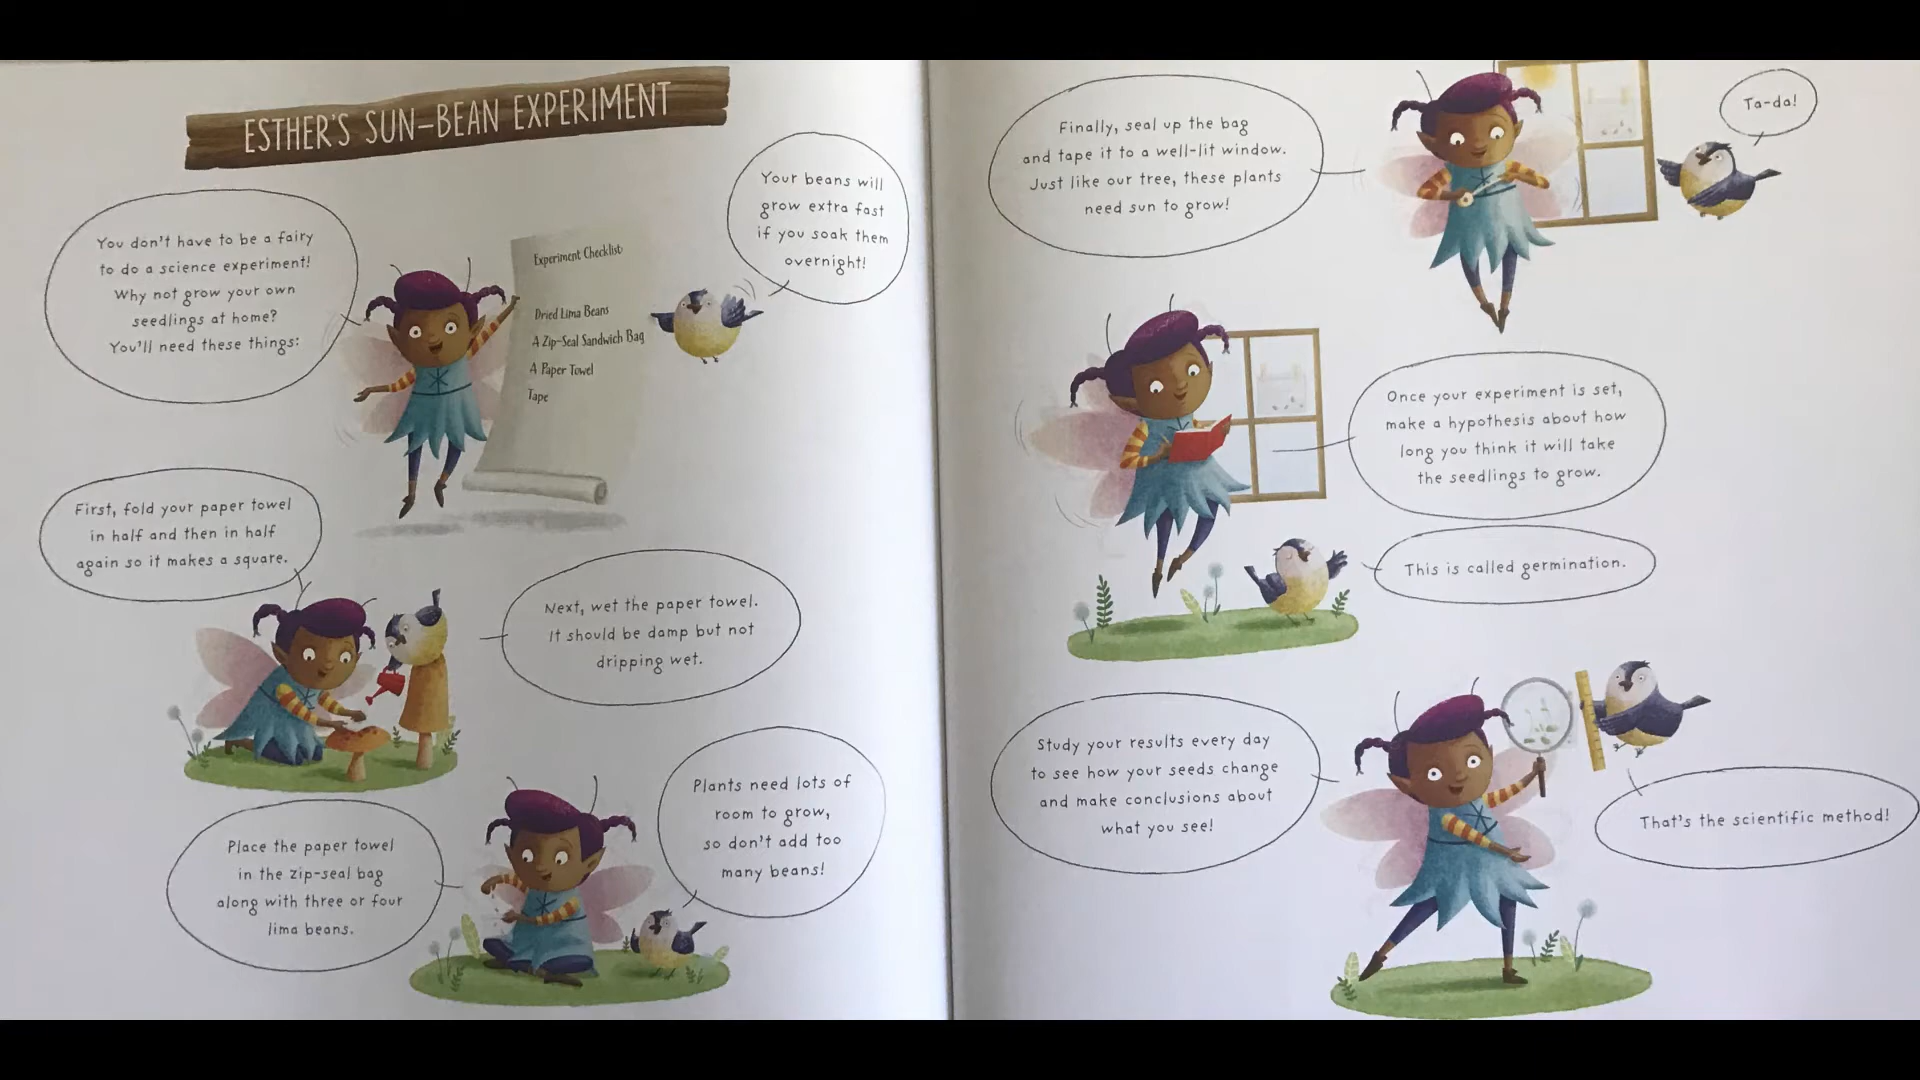 ESTHER'S SUN-BEAN EXPERIMENT
You don't have to be a fairy
to do a science experiment!
Why not grow your own
seedlings at home?
You'll need these things:
Experiment Checklist
Dried Lima Beans
A Zip-Seal Sandwich Bag
A Paper Towel
Tape
Your beans will
grow extra fast
if you soak them
overnight!
First, fold your paper towel
in half and then in half
again so it makes a square.
Next, wet the paper towel.
It should be damp but not
dripping wet.
Place the paper towel
in the zip-seal bag
along with three or four
lima beans.
Plants need lots of
room to grow,
so don't add too
many beans!
Finally, seal up the bag
and tape it to a well-lit window.
Just like our tree, these plants
need sun to grow!
Ta-da!
Once your experiment is set,
make a hypothesis about how
long you think it will take
the seedlings to grow.
This is called germination.
Study your results every day
to see how your seeds change
and make conclusions about
what you see!
That's the scientific method!